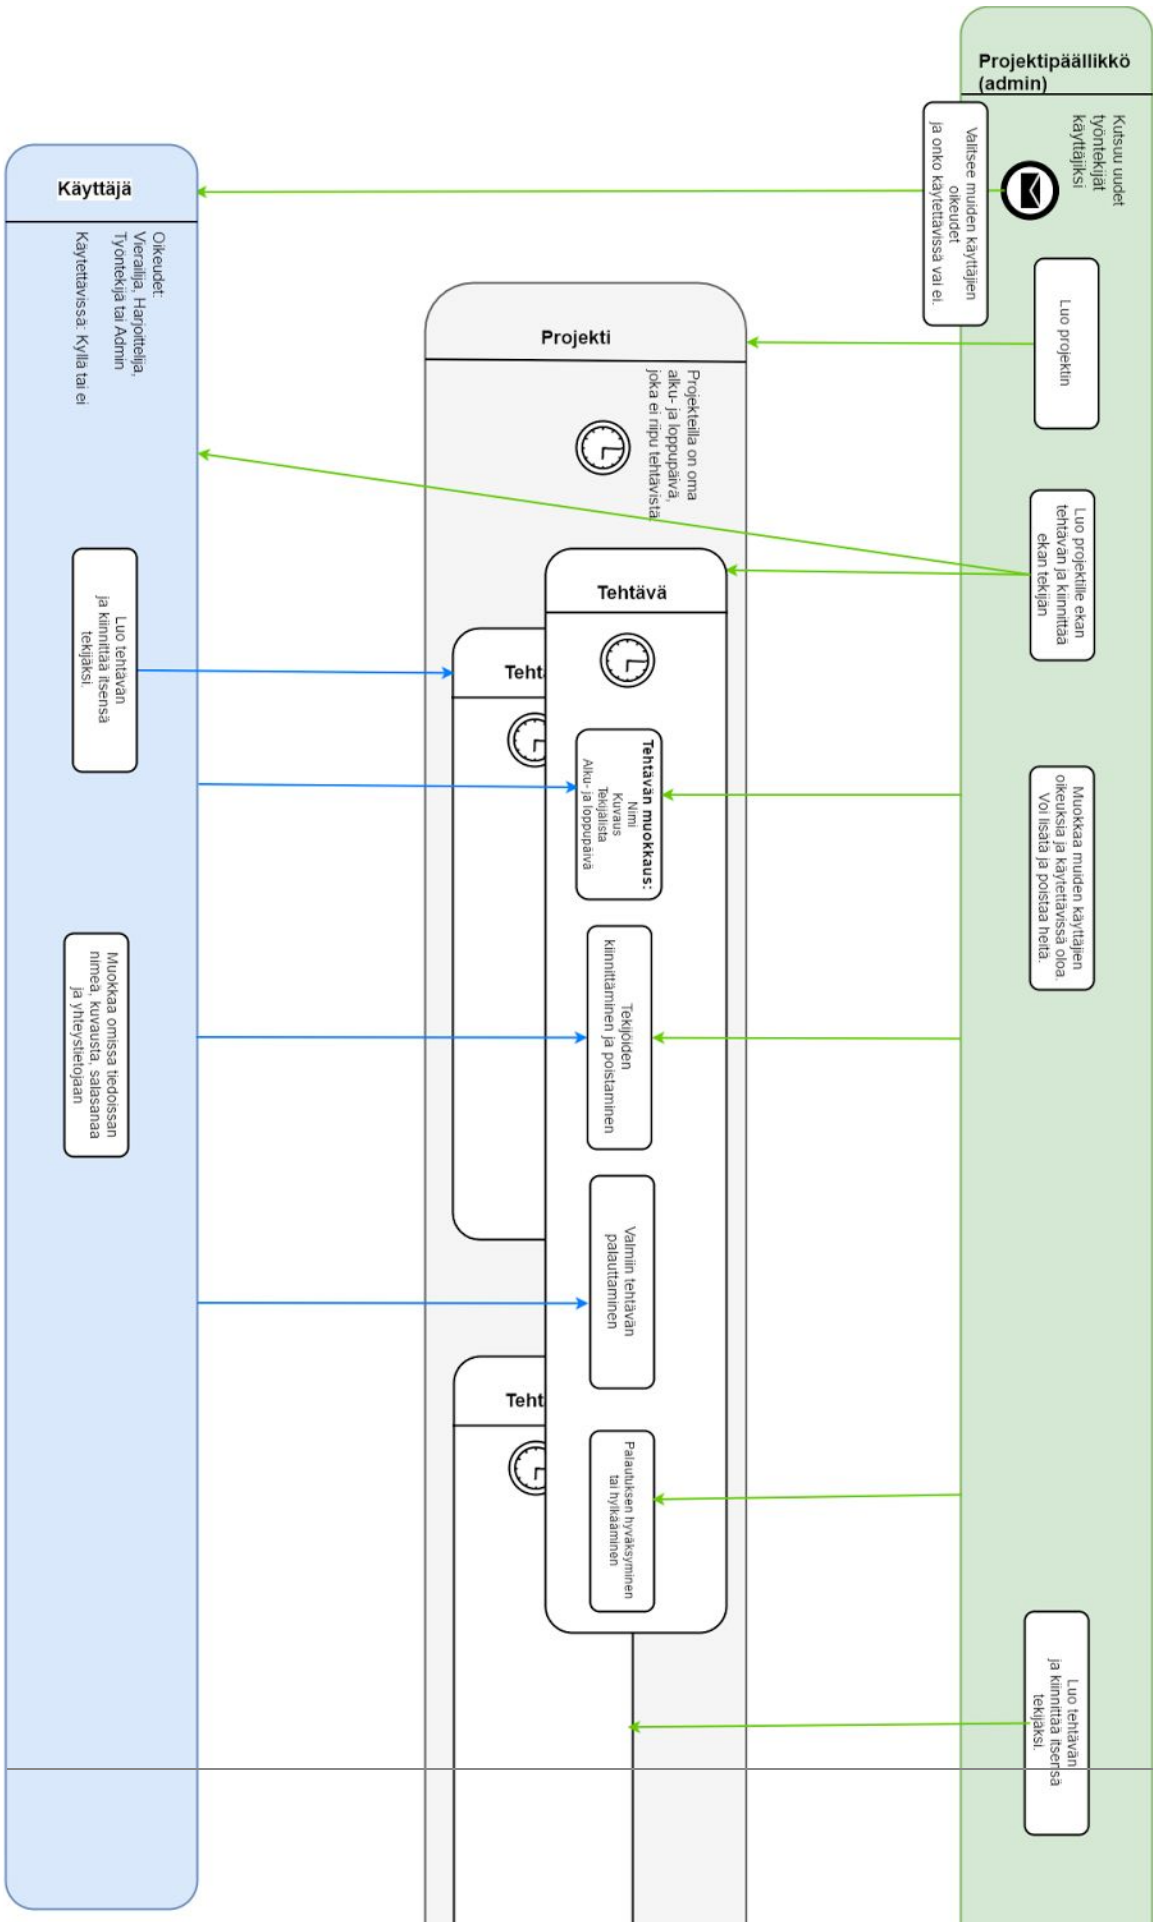 Projektipäällikkö
(admin)
Kutsuu uudet
työntekijät
käyttäjiksi
Valitsee muiden käyttäjien
oikeudet
ja onko käytettävissä vai ei.
Luo projektin
Luo projektille ekan
tehtävän ja kiinnittää
ekan tekijän
Muokkaa muiden käyttäjien
oikeuksia ja käytettävissä oloa.
Voi lisätä ja poistaa heitä.
Luo tehtävän
ja kiinnittää itsensä
tekijäksi.
Projekti
Projekteilla on oma
alku- ja loppupäivä,
joka ei riipu tehtävistä.
Tehtävä
Tehtävän muokkaus:
Nimi
Kuvaus
Tekijälista
Alku- ja loppupäivä
Tekijöiden
kiinnittäminen ja poistaminen
Valmiin tehtävän
palauttaminen
Palautuksen hyväksyminen
tai hylkääminen
Teht
Teht
Käyttäjä
Oikeudet:
Vierailija, Harjoittelija,
Työntekijä tai Admin
Käytettävissä: Kyllä tai ei
Luo tehtävän
ja kiinnittää itsensä
tekijäksi.
Muokkaa omissa tiedoissan
nimeä, kuvausta, salasanaa
ja yhteystietojaan